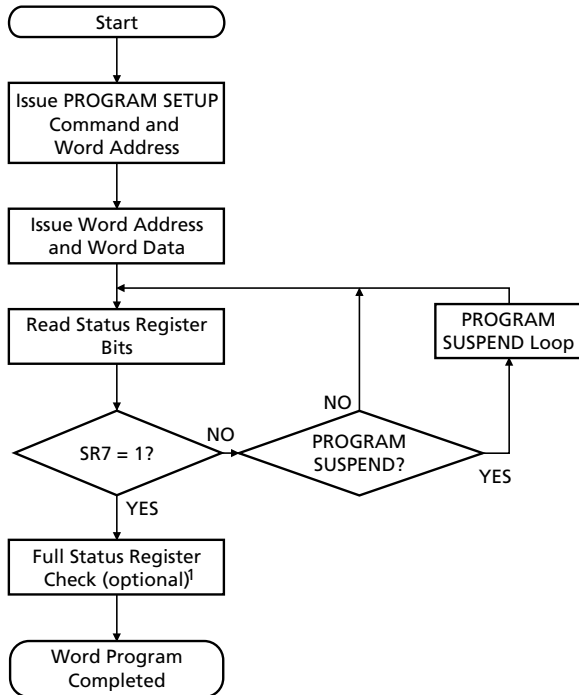 Start
Issue PROGRAM SETUP
Command and
Word Address
Issue Word Address
and Word Data
Read Status Register
Bits
PROGRAM
SUSPEND Loop
NO
SR7 = 1?
NO
PROGRAM
SUSPEND?
YES
YES
Full Status Register
Check (optional)¹
Word Program
Completed